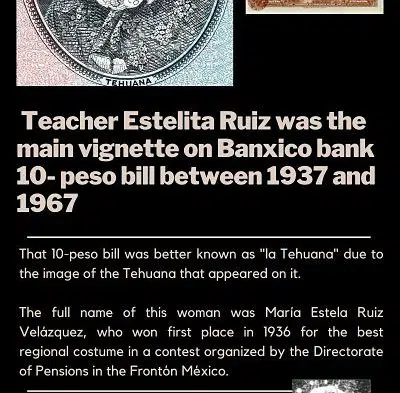 TEHUANA
Teacher Estelita Ruiz was the
main vignette on Banxico bank
10- peso bill between 1937 and
1967
That 10-peso bill was better known as "la Tehuana" due to
the image of the Tehuana that appeared on it.
The full name of this woman was María Estela Ruiz
Velázquez, who won first place in 1936 for the best
regional costume in a contest organized by the Directorate
of Pensions in the Frontón México.